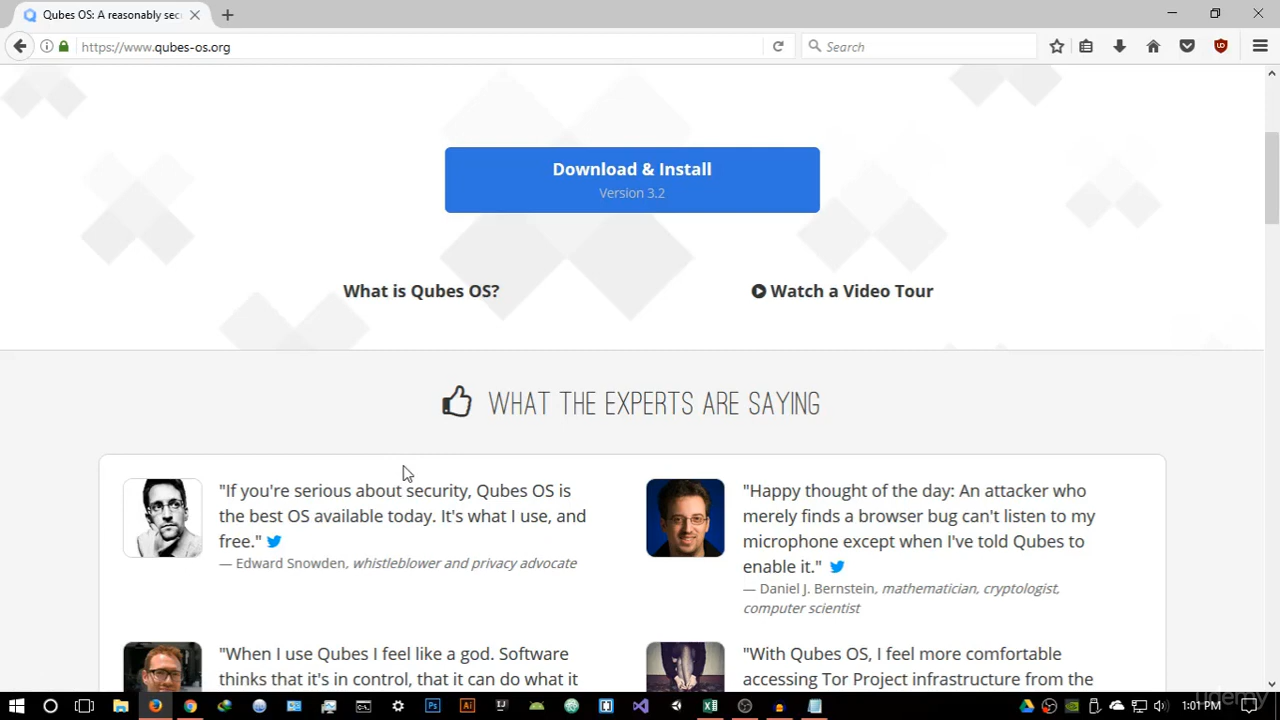 Qubes OS: A reasonably sec
https://www.qubes-os.org
Search
Download & Install
Version 3.2
What is Qubes OS?
Watch a Video Tour
WHAT THE EXPERTS ARE SAYING
"If you're serious about security, Qubes OS is
the best OS available today. It's what I use, and
free."
— Edward Snowden, whistleblower and privacy advocate
"Happy thought of the day: An attacker who
merely finds a browser bug can't listen to my
microphone except when I've told Qubes to
enable it."
— Daniel J. Bernstein, mathematician, cryptologist,
computer scientist
"When I use Qubes I feel like a god. Software
thinks that it's in control, that it can do what it
"With Qubes OS, I feel more comfortable
accessing Tor Project infrastructure from the
Ps
Ai
IJ
1:01 PM
udemy